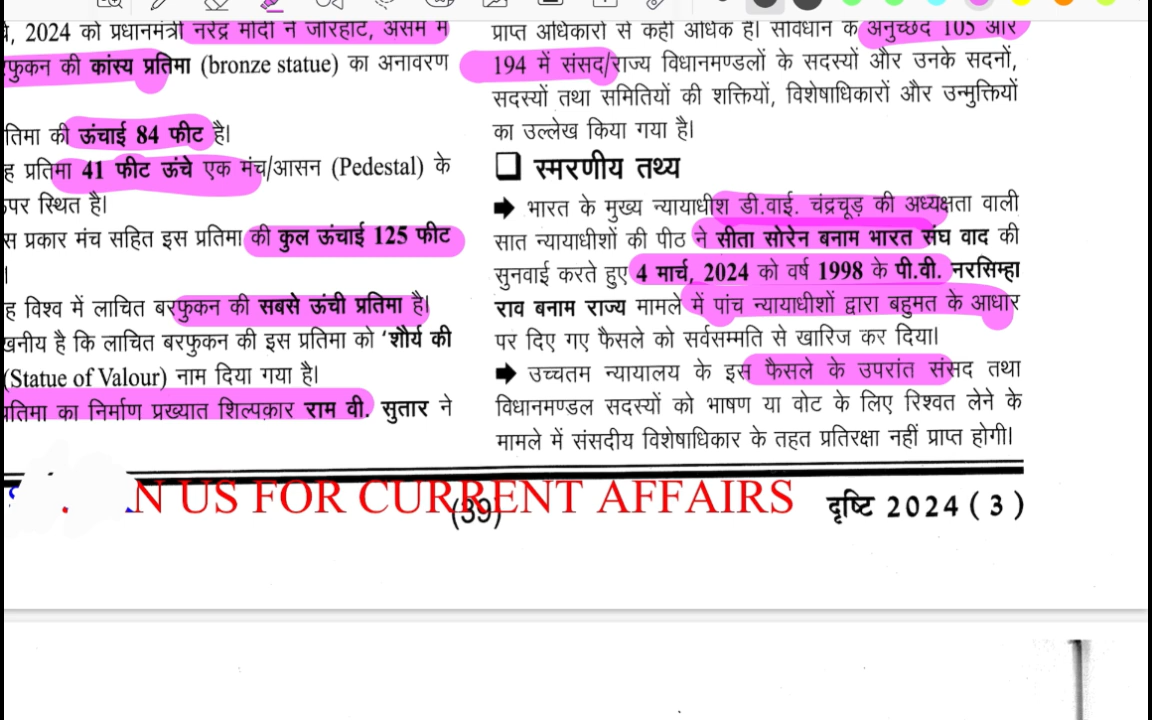 , 2024 को प्रधानमंत्री नरेंद्र मोदी ने जोरहाट, असम में
फुकन की कांस्य प्रतिमा (bronze statue) का अनावरण
तिमा की ऊंचाई 84 फीट है।
ह प्रतिमा 41 फीट ऊंचे एक मंच/आसन (Pedestal) के
पर स्थित है।
स प्रकार मंच सहित इस प्रतिमा की कुल ऊंचाई 125 फीट
।
ह विश्व में लाचित बरफुकन की सबसे ऊंची प्रतिमा है।
खनीय है कि लाचित बरफुकन की इस प्रतिमा को 'शौर्य की
(Statue of Valour) नाम दिया गया है।
प्रतिमा का निर्माण प्रख्यात शिल्पकार राम वी. सुतार ने
प्राप्त अधिकारों से कहीं अधिक है। संविधान के अनुच्छेद 105 और
194 में संसद/राज्य विधानमण्डलों के सदस्यों और उनके सदनों,
सदस्यों तथा समितियों की शक्तियों, विशेषाधिकारों और उन्मुक्तियों
का उल्लेख किया गया है।
❑ स्मरणीय तथ्य
➡ भारत के मुख्य न्यायाधीश डी.वाई. चंद्रचूड़ की अध्यक्षता वाली
सात न्यायाधीशों की पीठ ने सीता सोरेन बनाम भारत संघ वाद की
सुनवाई करते हुए 4 मार्च, 2024 को वर्ष 1998 के पी.वी. नरसिम्हा
राव बनाम राज्य मामले में पांच न्यायाधीशों द्वारा बहुमत के आधार
पर दिए गए फैसले को सर्वसम्मति से खारिज कर दिया।
➡ उच्चतम न्यायालय के इस फैसले के उपरांत संसद तथा
विधानमण्डल सदस्यों को भाषण या वोट के लिए रिश्वत लेने के
मामले में संसदीय विशेषाधिकार के तहत प्रतिरक्षा नहीं प्राप्त होगी।
N US FOR CURRENT AFFAIRS
(39)
दृष्टि 2024 ( 3 )